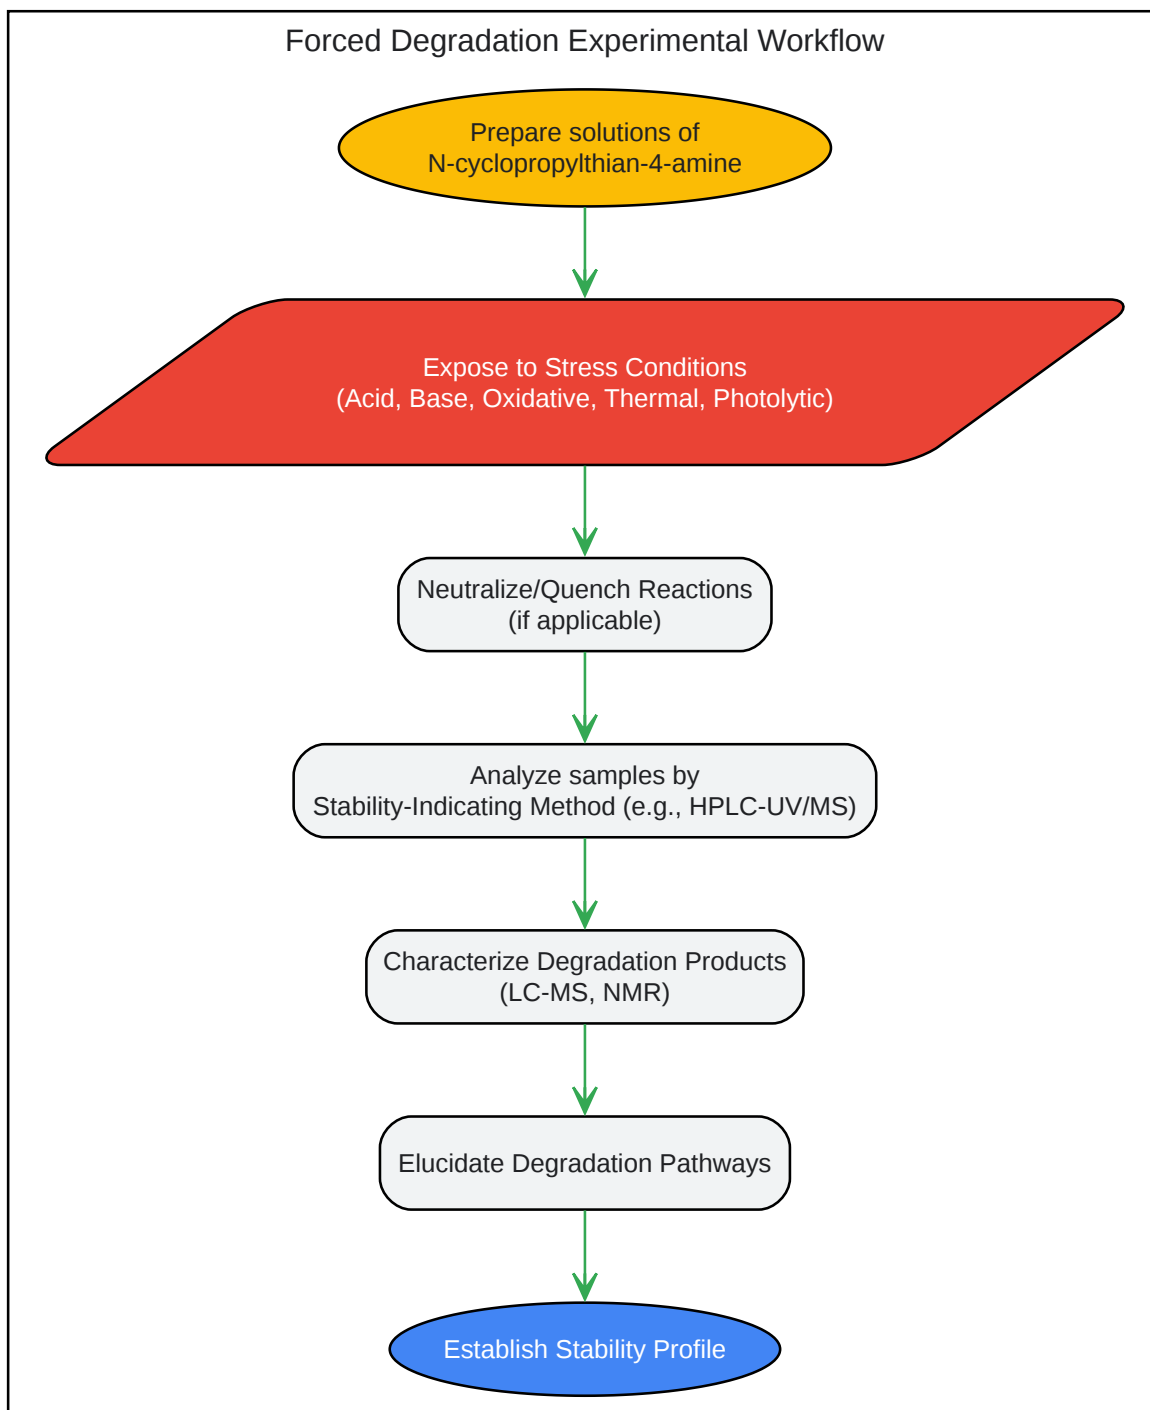 Forced Degradation Experimental Workflow
Prepare solutions of
N-cyclopropylthian-4-amine
Expose to Stress Conditions
(Acid, Base, Oxidative, Thermal, Photolytic)
Neutralize/Quench Reactions
(if applicable)
Analyze samples by
Stability-Indicating Method (e.g., HPLC-UV/MS)
Characterize Degradation Products
(LC-MS, NMR)
Elucidate Degradation Pathways
Establish Stability Profile